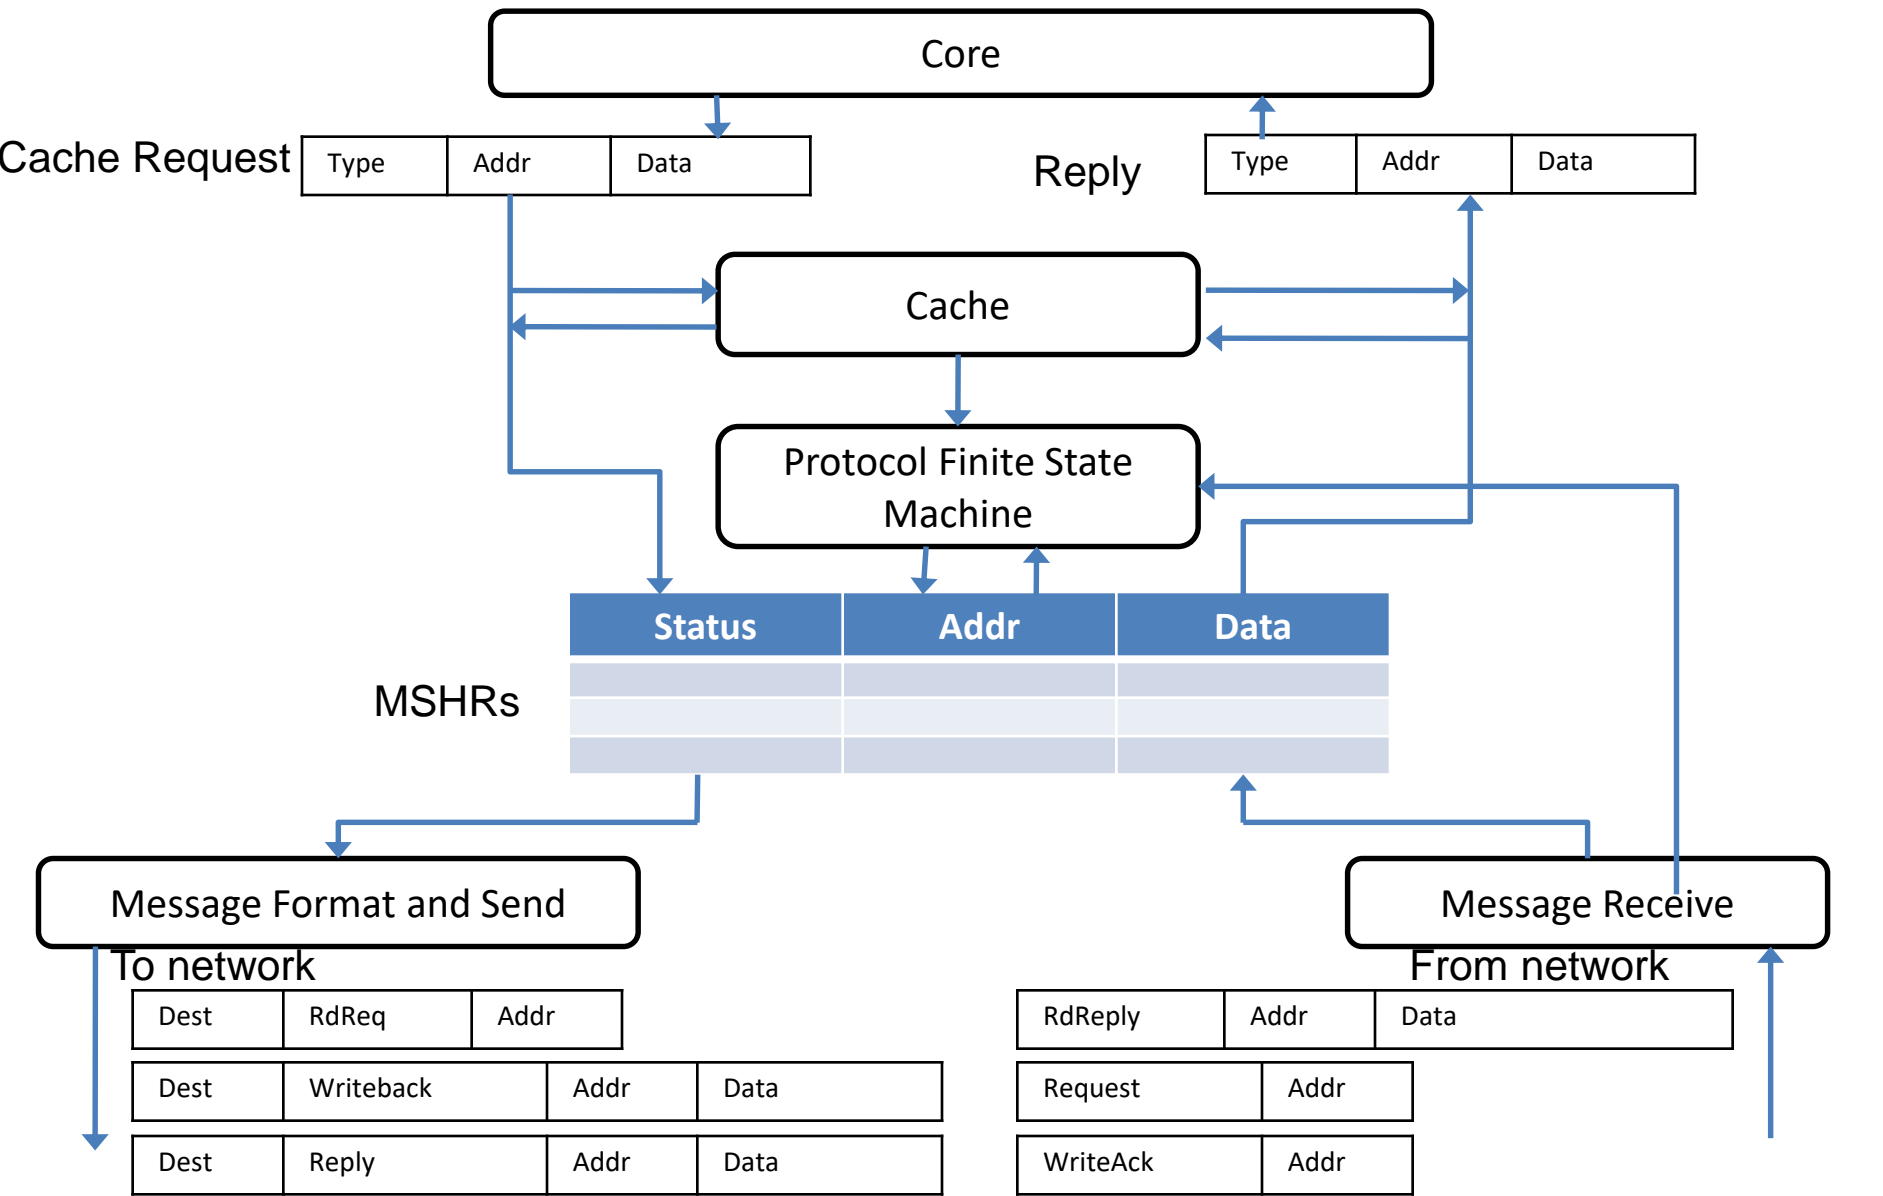 Core
Cache Request
Type Addr Data
Reply
Type Addr Data
Cache
Protocol Finite State
Machine
Status Addr Data
MSHRs
Message Format and Send
Message Receive
To network
From network
Dest RdReq Addr
RdReply Addr Data
Dest Writeback Addr Data
Request Addr
Dest Reply Addr Data
WriteAck Addr